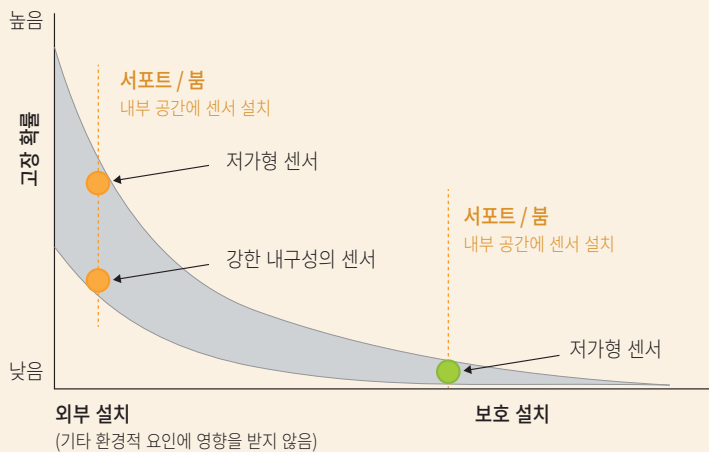 높음
서포트 / 붐
내부 공간에 센서 설치
고장 확률
저가형 센서
서포트 / 붐
내부 공간에 센서 설치
강한 내구성의 센서
저가형 센서
낮음
외부 설치
보호 설치
(기타 환경적 요인에 영향을 받지 않음)